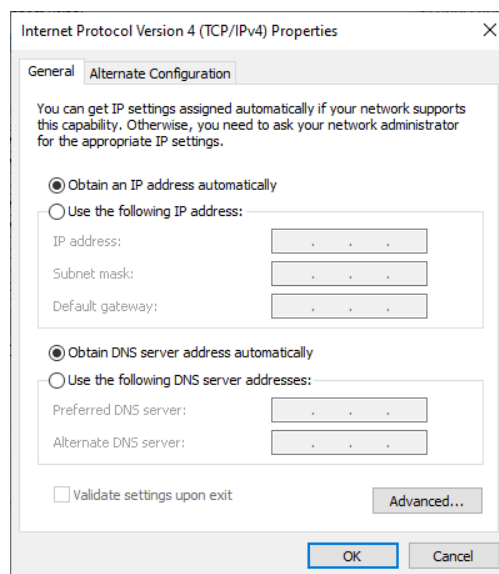 Internet Protocol Version 4 (TCP/IPv4) Properties
General
Alternate Configuration
You can get IP settings assigned automatically if your network supports
this capability. Otherwise, you need to ask your network administrator
for the appropriate IP settings.
Obtain an IP address automatically
Use the following IP address:
IP address:
Subnet mask:
Default gateway:
Obtain DNS server address automatically
Use the following DNS server addresses:
Preferred DNS server:
Alternate DNS server:
Validate settings upon exit
Advanced...
OK
Cancel